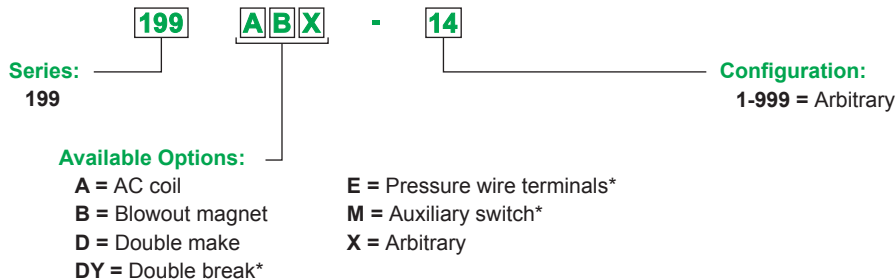 199 ABX - 14
Series:
199
Configuration:
1-999 = Arbitrary
Available Options:
A = AC coil
B = Blowout magnet
D = Double make
DY = Double break*
E = Pressure wire terminals*
M = Auxiliary switch*
X = Arbitrary